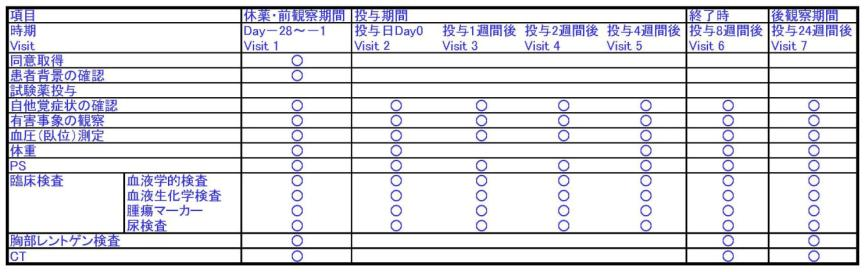 項目 休薬・前観察期間 投与期間 終了時 後観察期間
時期 Day－28～－1 投与日Day0 投与1週間後 投与2週間後 投与4週間後 投与8週間後 投与24週間後
Visit Visit 1 Visit 2 Visit 3 Visit 4 Visit 5 Visit 6 Visit 7
同意取得 ○
患者背景の確認 ○
試験薬投与
自他覚症状の確認 ○ ○ ○ ○ ○ ○ ○
有害事象の観察 ○ ○ ○ ○ ○ ○ ○
血圧（臥位）測定 ○ ○ ○ ○ ○ ○ ○
体重 ○ ○ ○ ○ ○
PS ○ ○ ○ ○ ○ ○ ○
臨床検査 血液学的検査 ○ ○ ○ ○ ○ ○ ○
血液生化学検査 ○ ○ ○ ○ ○ ○ ○
腫瘍マーカー ○ ○ ○ ○ ○ ○ ○
尿検査 ○ ○ ○ ○ ○ ○ ○
胸部レントゲン検査 ○ ○ ○
CT ○ ○ ○